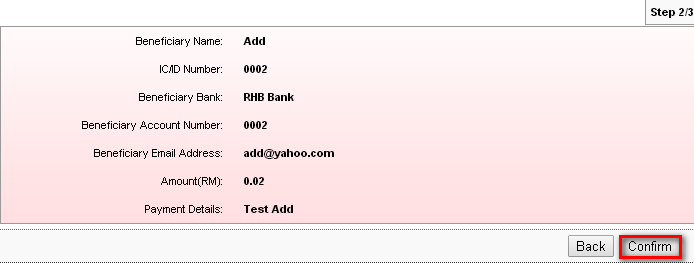 Step 2/3
Beneficiary Name: Add
IC/ID Number: 0002
Beneficiary Bank: RHB Bank
Beneficiary Account Number: 0002
Beneficiary Email Address: add@yahoo.com
Amount(RM): 0.02
Payment Details: Test Add
Back Confirm